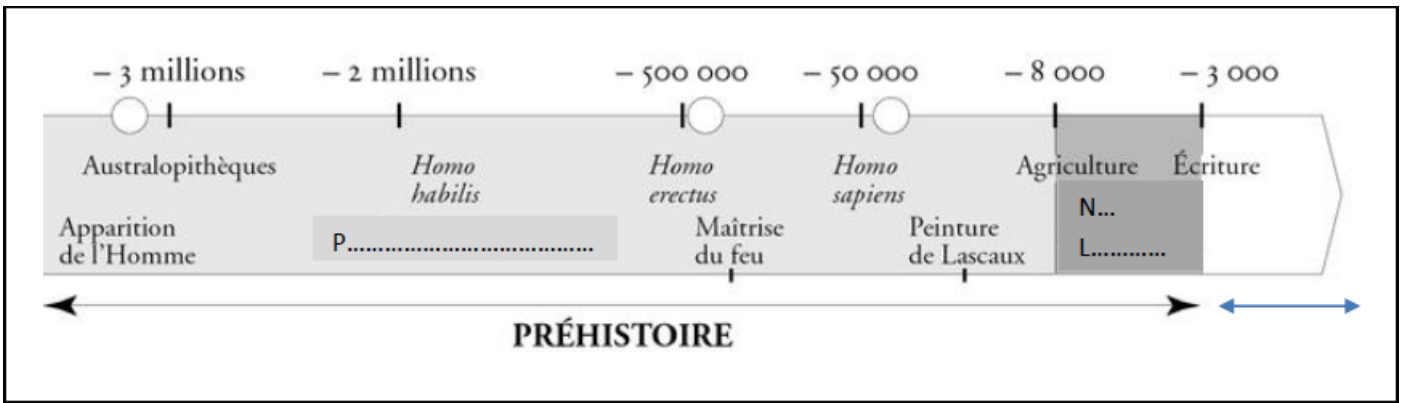 – 3 millions – 2 millions – 500 000 – 50 000 – 8 000 – 3 000
Australopithèques Homo habilis Homo erectus Homo sapiens Agriculture Écriture
Apparition
de l'Homme
P......................................
Maîtrise
du feu
Peinture
de Lascaux
N...
L............
PRÉHISTOIRE